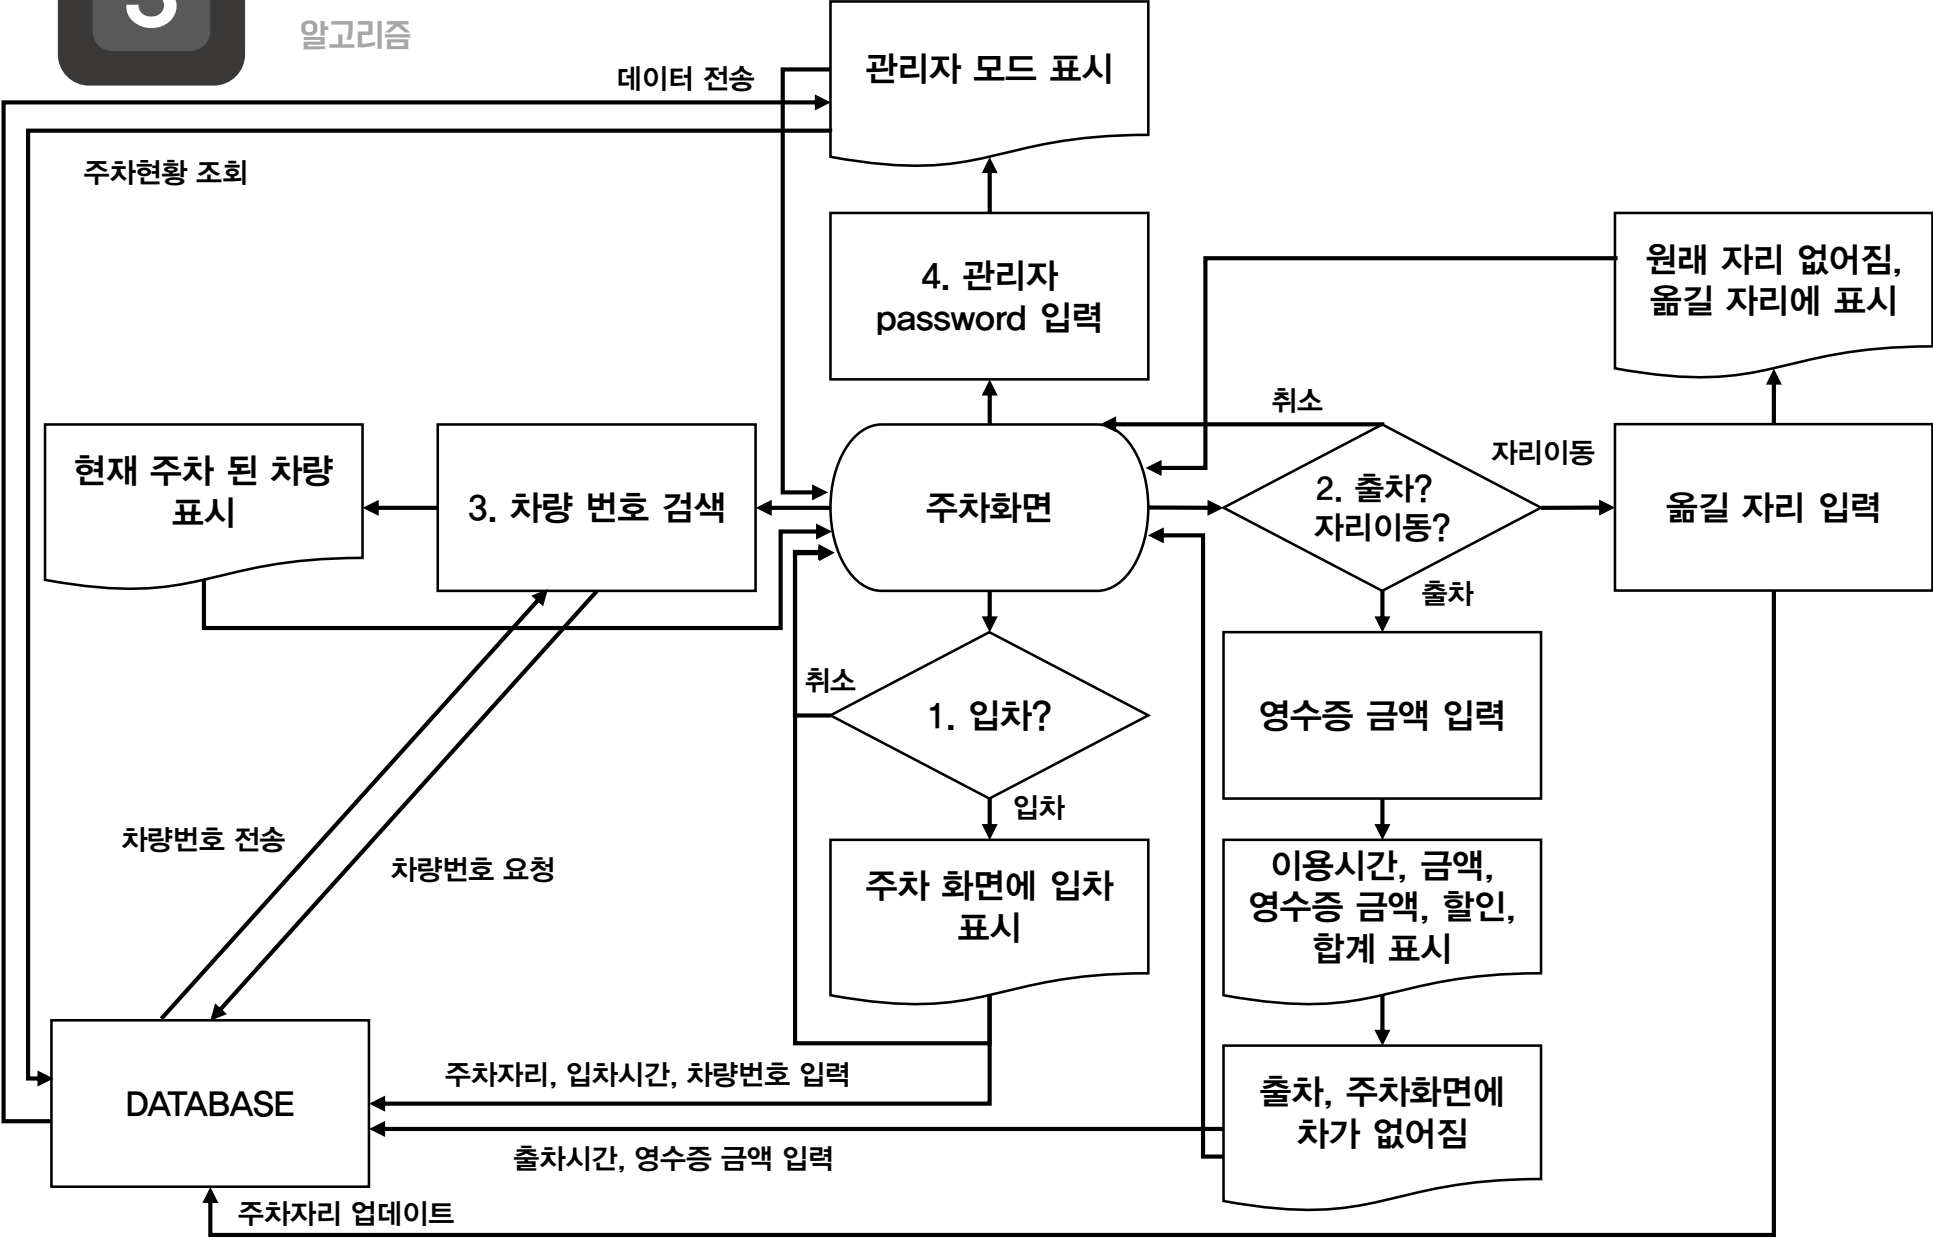 3
알고리즘
관리자 모드 표시
데이터 전송
주차현황 조회
4. 관리자
password 입력
원래 자리 없어짐,
옮길 자리에 표시
취소
자리이동
현재 주차 된 차량
표시
3. 차량 번호 검색
주차화면
2. 출차?
자리이동?
옮길 자리 입력
출차
취소
1. 입차?
영수증 금액 입력
입차
차량번호 전송
차량번호 요청
주차 화면에 입차
표시
이용시간, 금액,
영수증 금액, 할인,
합계 표시
주차자리, 입차시간, 차량번호 입력
DATABASE
출차, 주차화면에
차가 없어짐
출차시간, 영수증 금액 입력
주차자리 업데이트